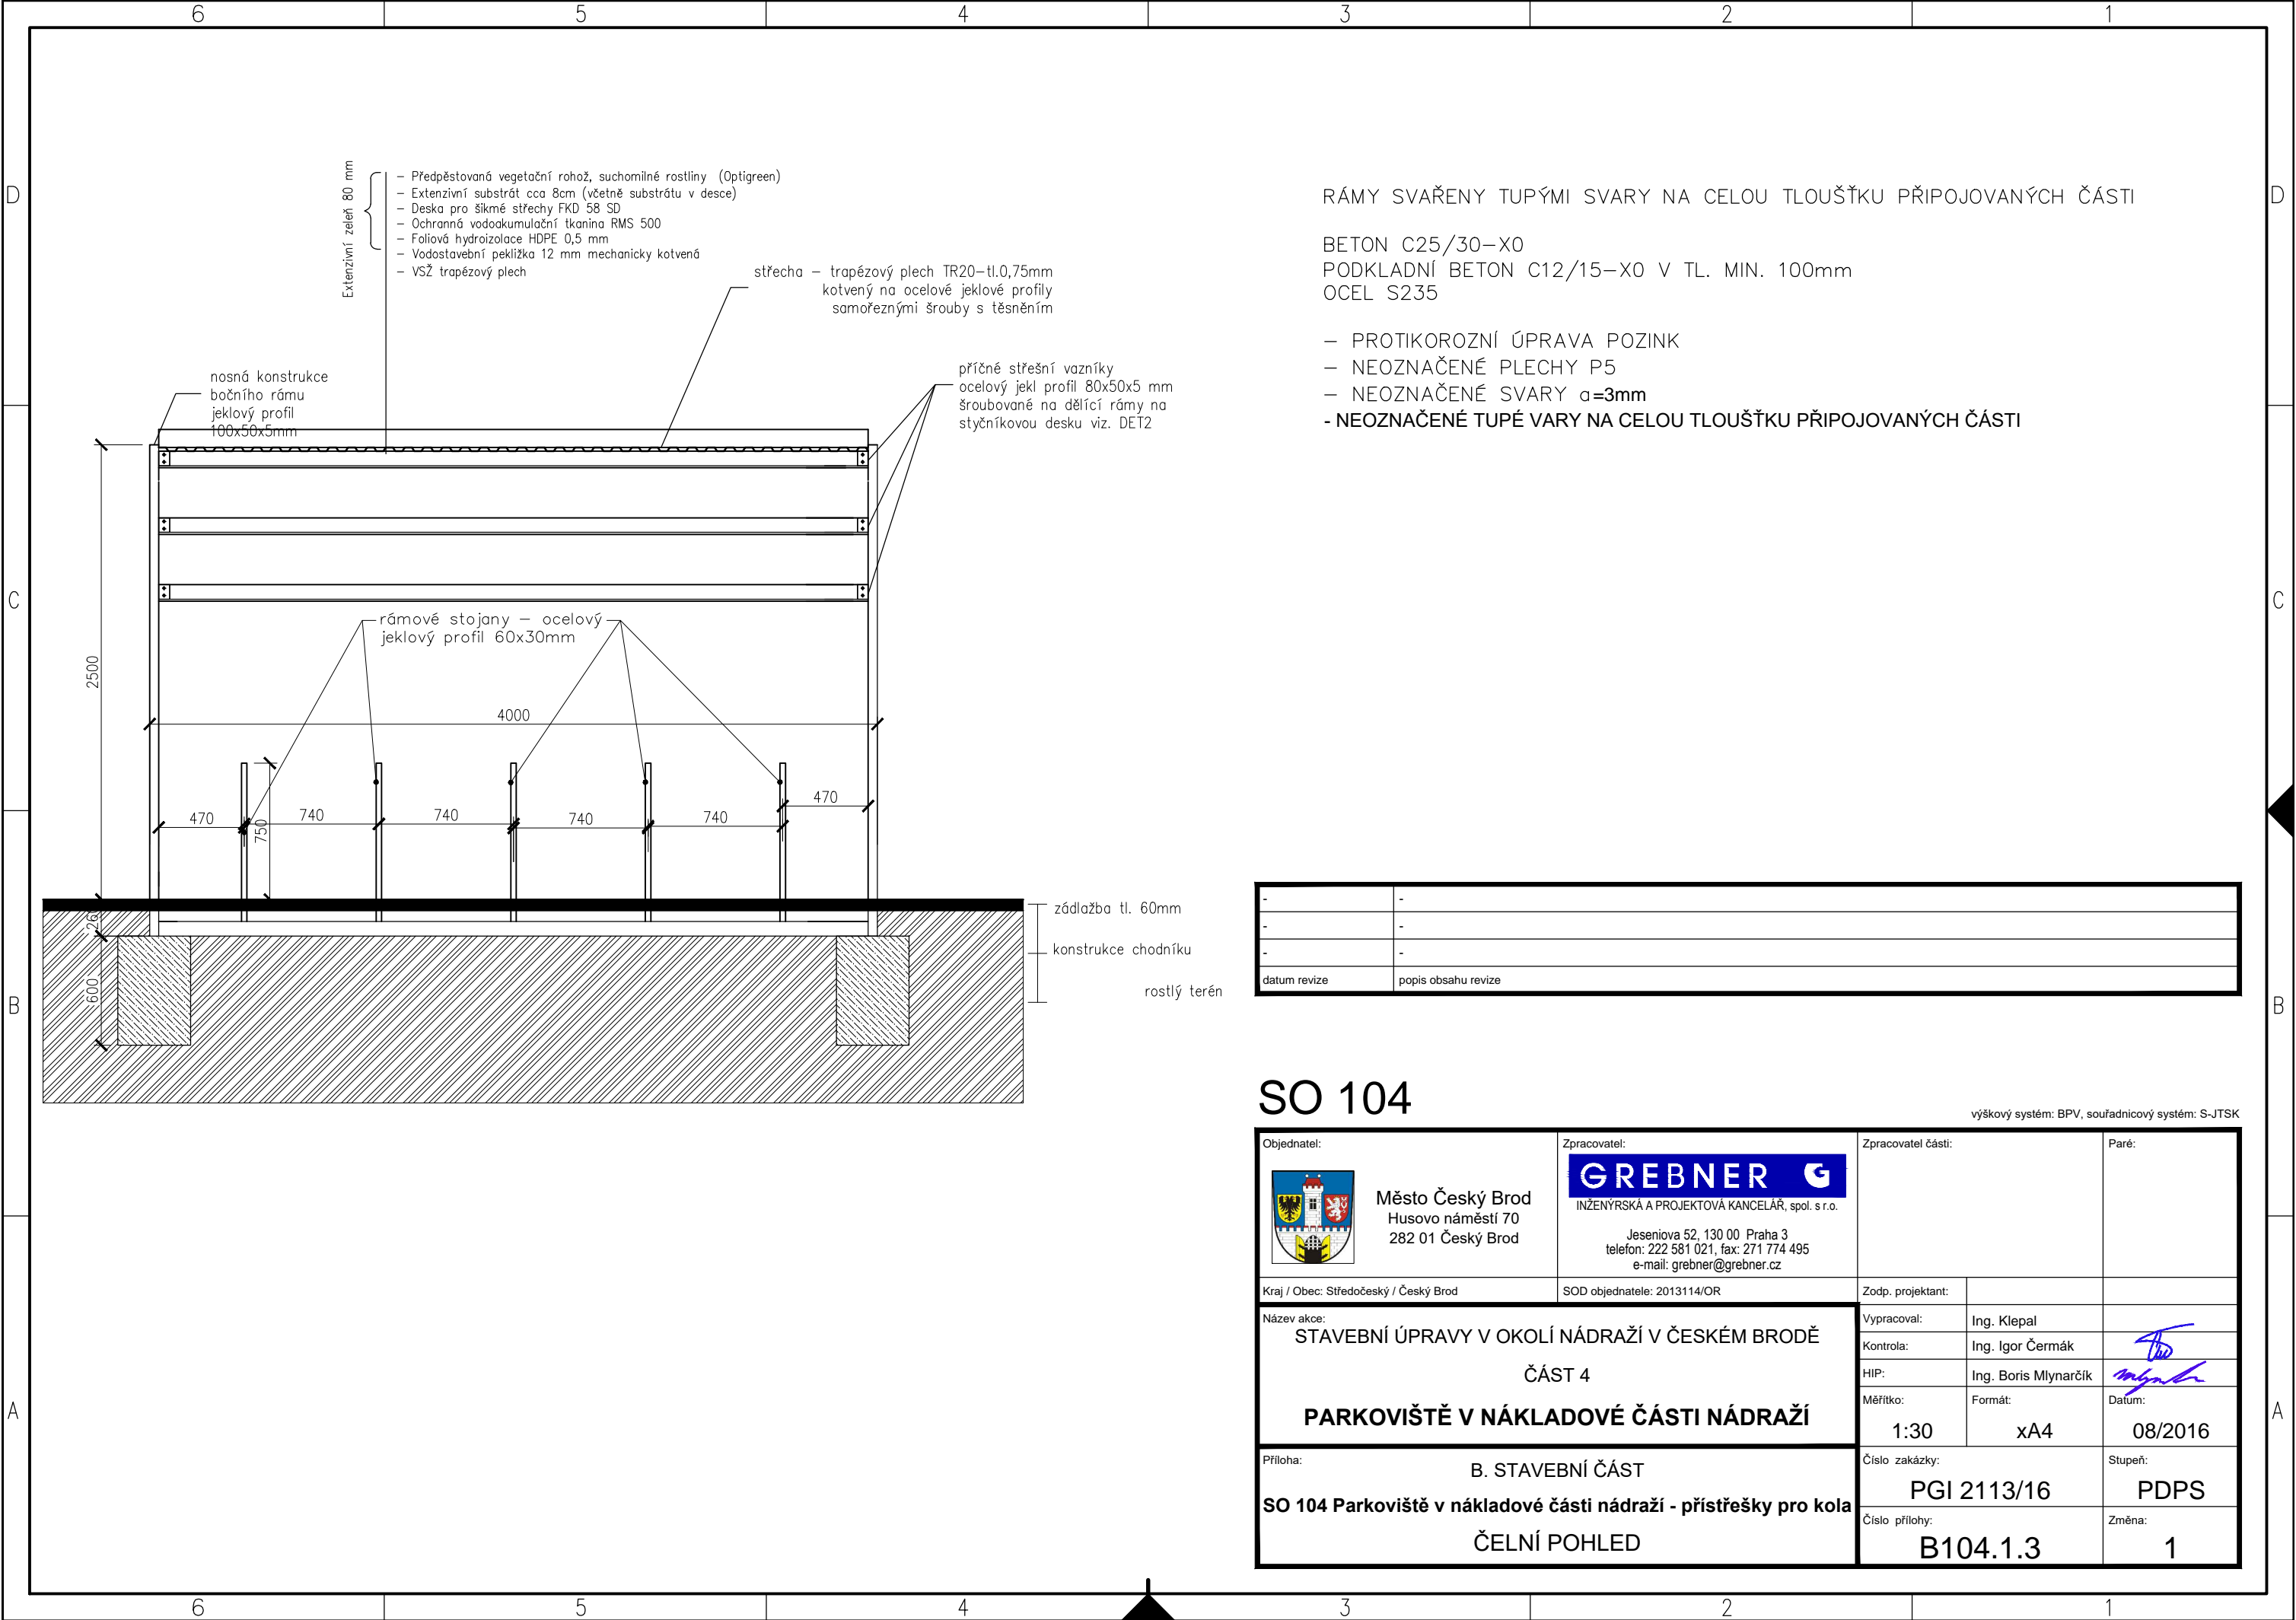 6 5 4 3 2 1
D
D
Extenzivní zeleň 80 mm
– Předpěstovaná vegetační rohož, suchomilné rostliny (Optigreen)
– Extenzivní substrát cca 8cm (včetně substrátu v desce)
– Deska pro šikmé střechy FKD 58 SD
– Ochranná vodoakumulační tkanina RMS 500
– Foliová hydroizolace HDPE 0,5 mm
– Vodostavební pekližka 12 mm mechanicky kotvená
– VSŽ trapézový plech
střecha – trapézový plech TR20–tl.0,75mm
kotvený na ocelové jeklové profily
samořeznými šrouby s těsněním
nosná konstrukce
bočního rámu
jeklový profil
100x50x5mm
příčné střešní vazníky
ocelový jekl profil 80x50x5 mm
šroubované na dělící rámy na
styčníkovou desku viz. DET2
RÁMY SVAŘENY TUPÝMI SVARY NA CELOU TLOUŠŤKU PŘIPOJOVANÝCH ČÁSTI
BETON C25/30–X0
PODKLADNÍ BETON C12/15–X0 V TL. MIN. 100mm
OCEL S235
– PROTIKOROZNÍ ÚPRAVA POZINK
– NEOZNAČENÉ PLECHY P5
– NEOZNAČENÉ SVARY a=3mm
- NEOZNAČENÉ TUPÉ VARY NA CELOU TLOUŠŤKU PŘIPOJOVANÝCH ČÁSTI
C
C
rámové stojany – ocelový
jeklový profil 60x30mm
2500
4000
470
740
740
740
740
470
750
260
600
zádlažba tl. 60mm
konstrukce chodníku
rostlý terén
B
B
- -
- -
- -
datum revize popis obsahu revize
SO 104
výškový systém: BPV, souřadnicový systém: S-JTSK
Objednatel:
Město Český Brod
Husovo náměstí 70
282 01 Český Brod
Zpracovatel:
GREBNER G
INŽENÝRSKÁ A PROJEKTOVÁ KANCELÁŘ, spol. s r.o.
Jeseniova 52, 130 00 Praha 3
telefon: 222 581 021, fax: 271 774 495
e-mail: grebner@grebner.cz
Zpracovatel části:
Paré:
Kraj / Obec: Středočeský / Český Brod
SOD objednatele: 2013114/OR
Zodp. projektant:
Název akce:
STAVEBNÍ ÚPRAVY V OKOLÍ NÁDRAŽÍ V ČESKÉM BRODĚ
ČÁST 4
PARKOVIŠTĚ V NÁKLADOVÉ ČÁSTI NÁDRAŽÍ
Vypracoval: Ing. Klepal
Kontrola: Ing. Igor Čermák
HIP: Ing. Boris Mlynarčík
Měřítko: 1:30
Formát: xA4
Datum: 08/2016
Příloha:
B. STAVEBNÍ ČÁST
SO 104 Parkoviště v nákladové části nádraží - přístřešky pro kola
ČELNÍ POHLED
Číslo zakázky: PGI 2113/16
Stupeň: PDPS
Číslo přílohy: B104.1.3
Změna: 1
A
A
6 5 4 3 2 1